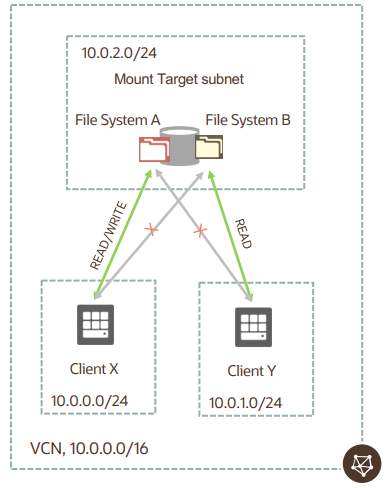 10.0.2.0/24
Mount Target subnet
File System A
File System B
READ/WRITE
READ
Client X
10.0.0.0/24
Client Y
10.0.1.0/24
VCN, 10.0.0.0/16